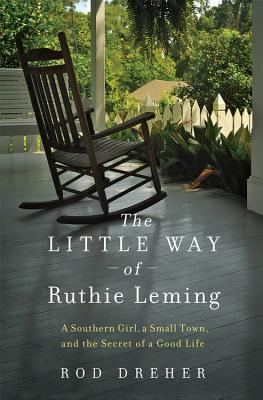 The
LITTLE WAY
– of –
Ruthie Leming
A Southern Girl, a Small Town,
and the Secret of a Good Life
ROD DREHER